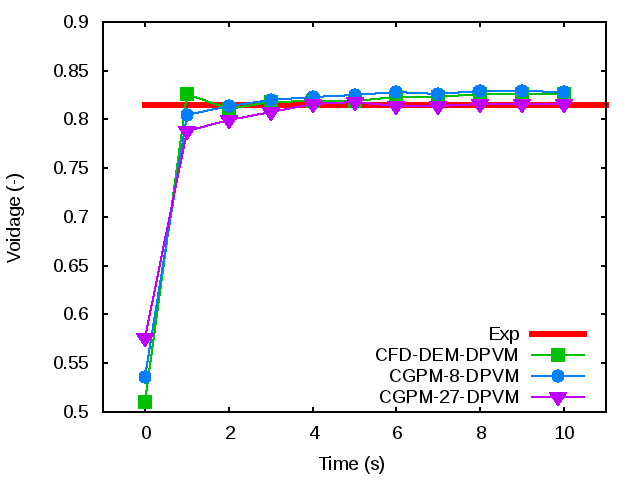 0.9
0.85
0.8
0.75
0.7
0.65
0.6
0.55
0.5
Voidage (-)
Exp
CFD-DEM-DPVM
CGPM-8-DPVM
CGPM-27-DPVM
0 2 4 6 8 10
Time (s)